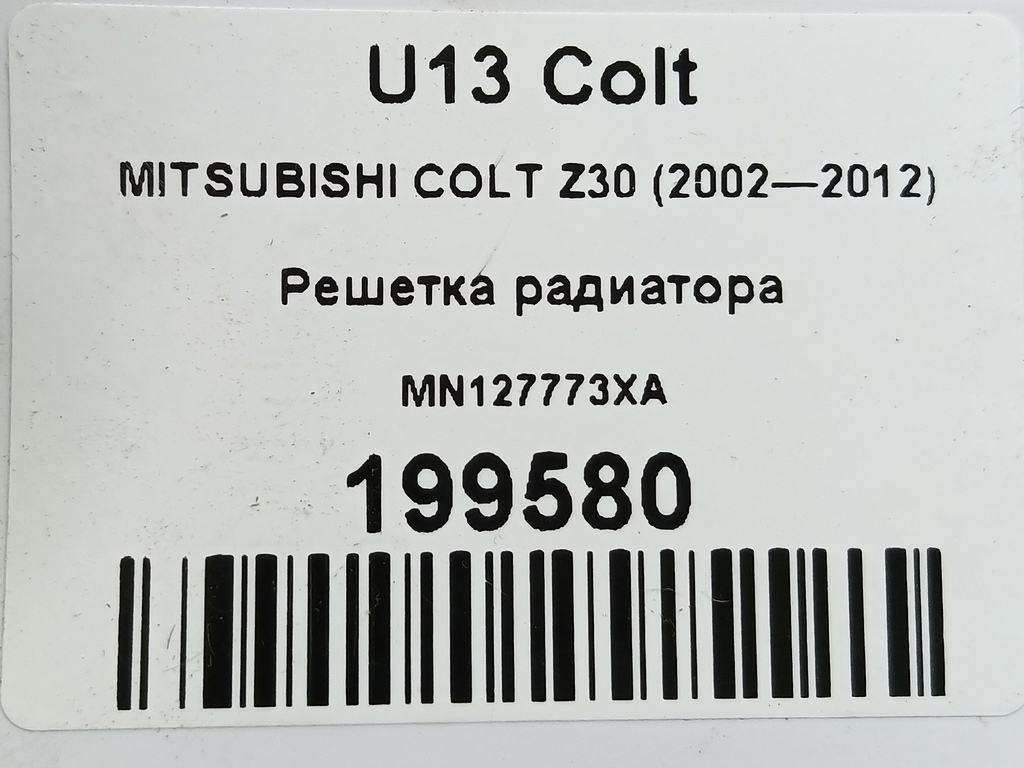 U13 Colt
MITSUBISHI COLT Z30 (2002—2012)
Решетка радиатора
MN127773XA
199580